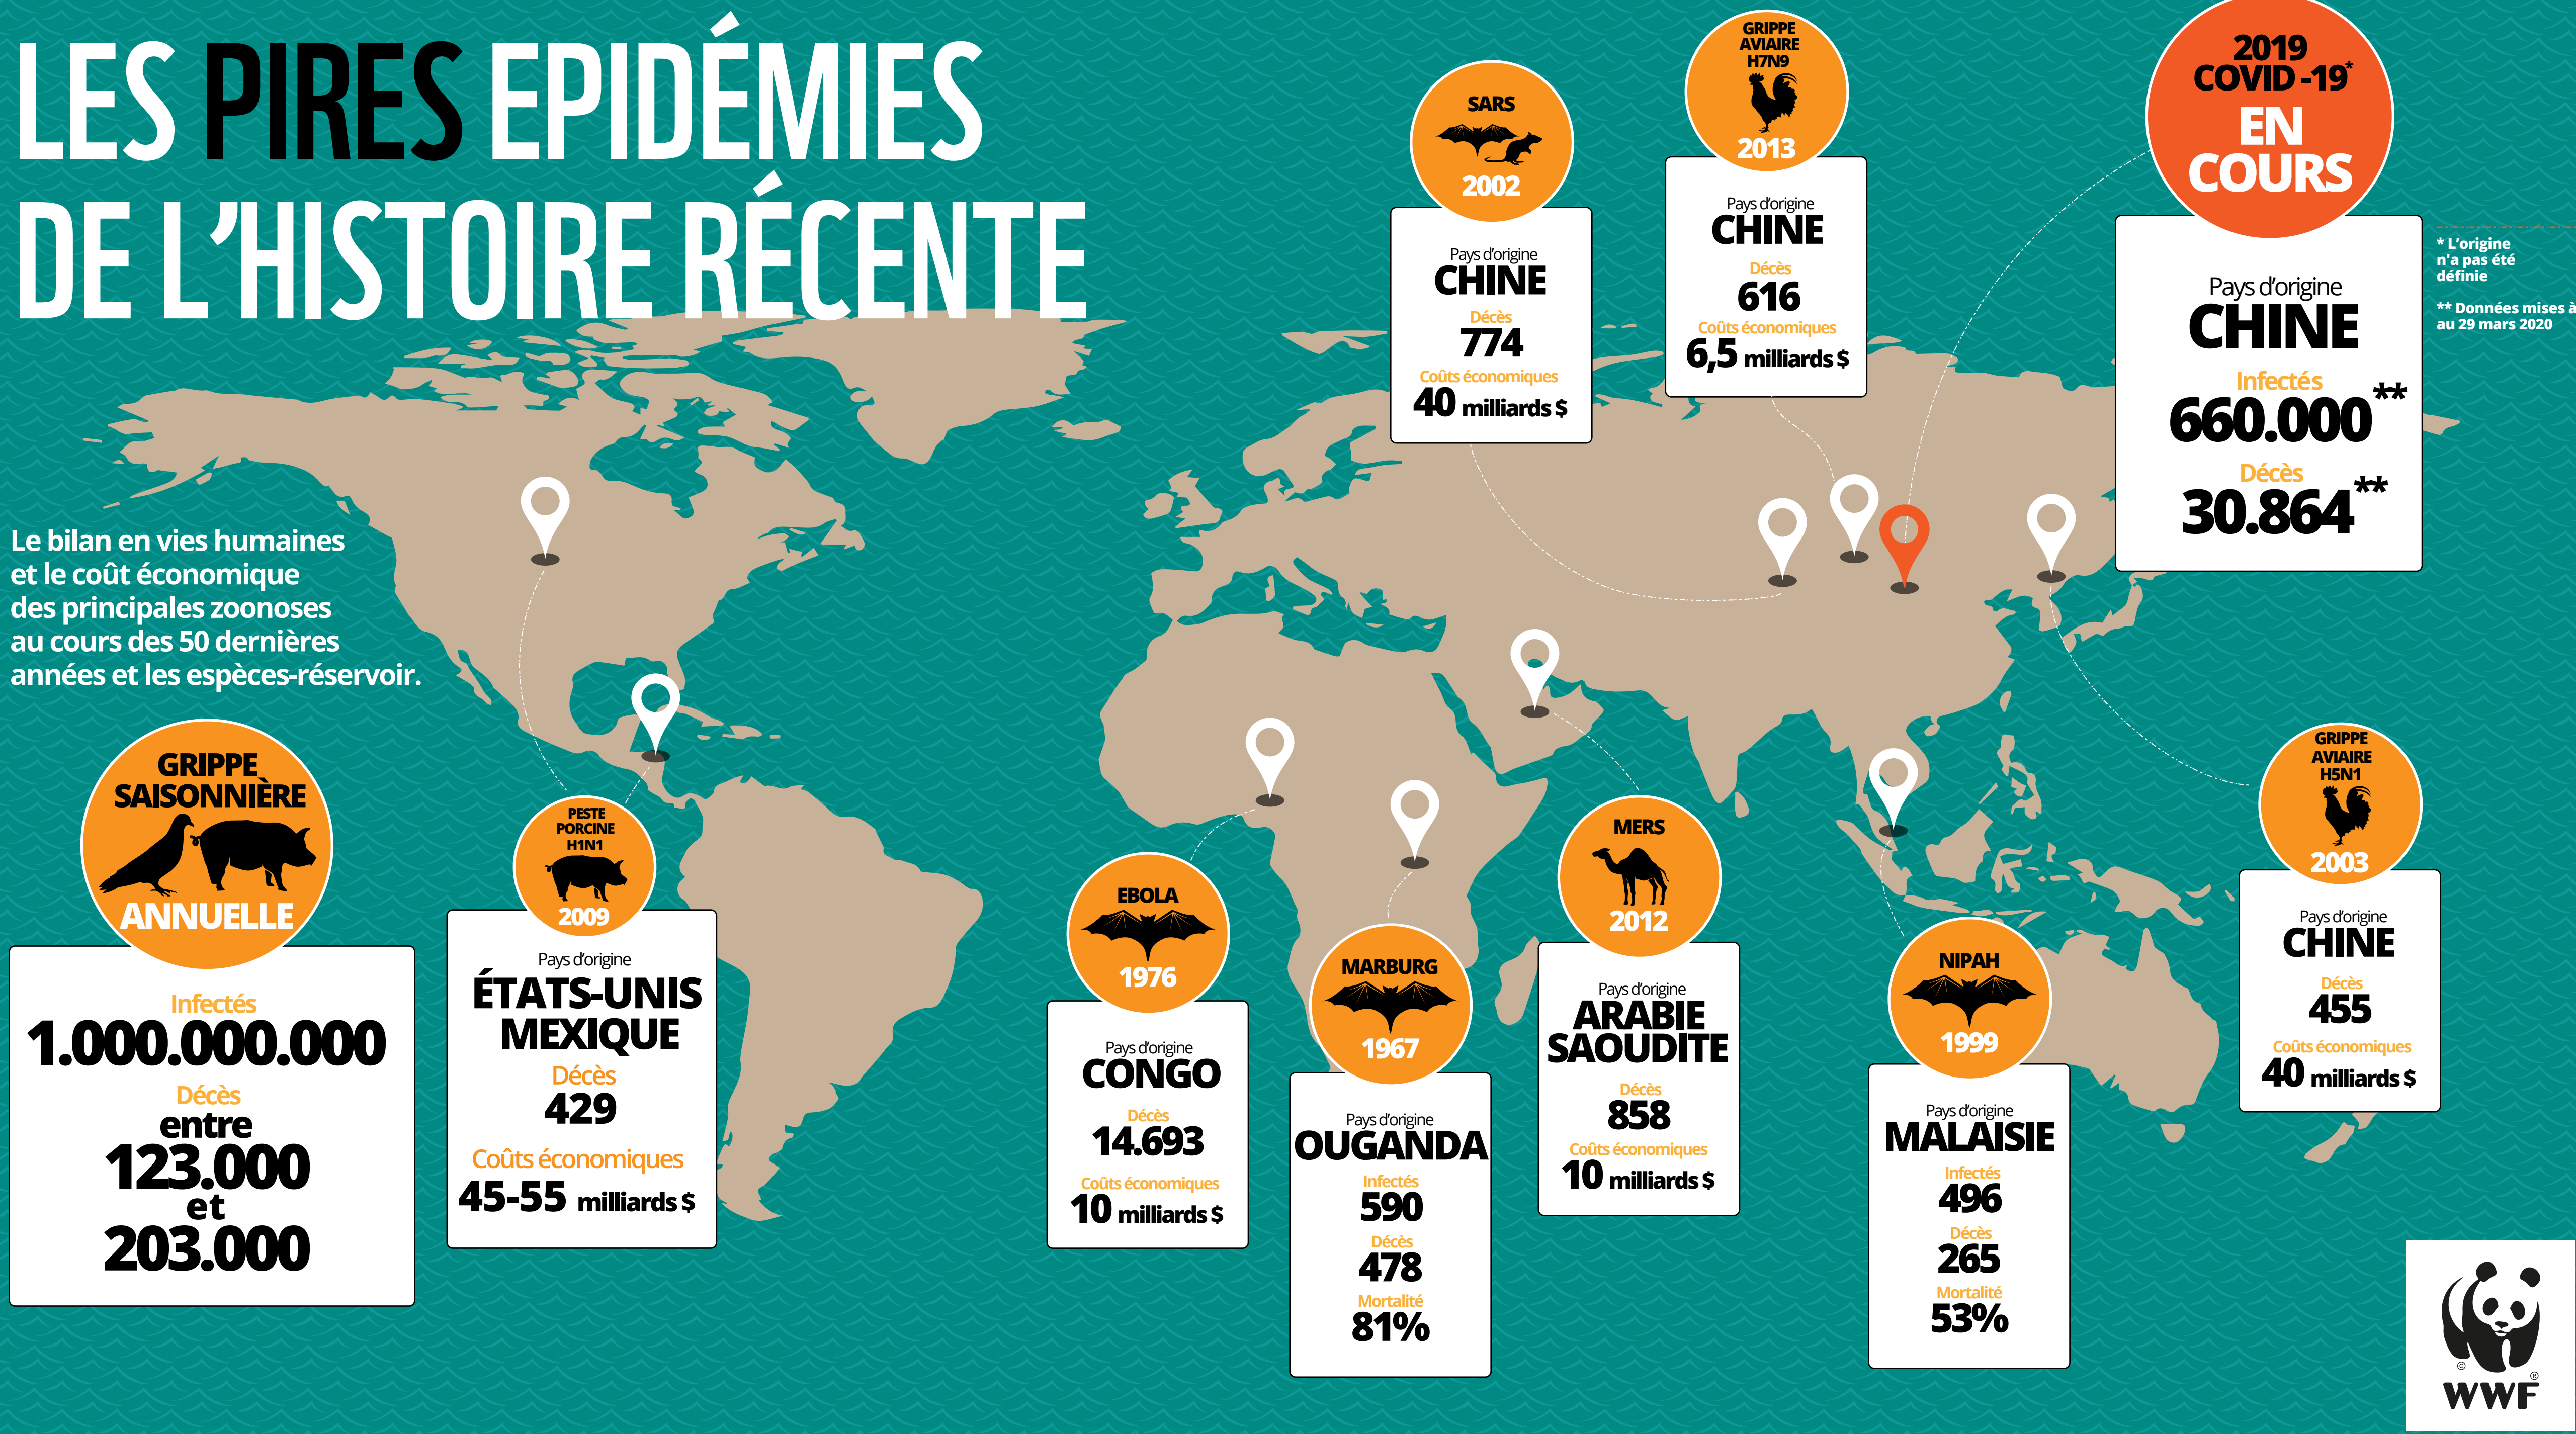 LES PIRES EPIDÉMIES
DE L'HISTOIRE RÉCENTE
Le bilan en vies humaines
et le coût économique
des principales zoonoses
au cours des 50 dernières
années et les espèces-réservoir.
GRIPPE
SAISONNIÈRE
ANNUELLE
Infectés
1.000.000.000
Décès
entre
123.000
et
203.000
PESTE
PORCINE
H1N1
2009
Pays d'origine
ÉTATS-UNIS
MEXIQUE
Décès
429
Coûts économiques
45-55 milliards $
EBOLA
1976
Pays d'origine
CONGO
Décès
14.693
Coûts économiques
10 milliards $
MARBURG
1967
Pays d'origine
OUGANDA
Infectés
590
Décès
478
Mortalité
81%
MERS
2012
Pays d'origine
ARABIE
SAOUDITE
Décès
858
Coûts économiques
10 milliards $
NIPAH
1999
Pays d'origine
MALAISIE
Infectés
496
Décès
265
Mortalité
53%
GRIPPE
AVIAIRE
H5N1
2003
Pays d'origine
CHINE
Décès
455
Coûts économiques
40 milliards $
SARS
2002
Pays d'origine
CHINE
Décès
774
Coûts économiques
40 milliards $
GRIPPE
AVIAIRE
H7N9
2013
Pays d'origine
CHINE
Décès
616
Coûts économiques
6,5 milliards $
2019
COVID -19*
EN
COURS
Pays d'origine
CHINE
Infectés
660.000**
Décès
30.864**
* L'origine
n'a pas été
définie
** Données mises à
au 29 mars 2020
©
®
WWF